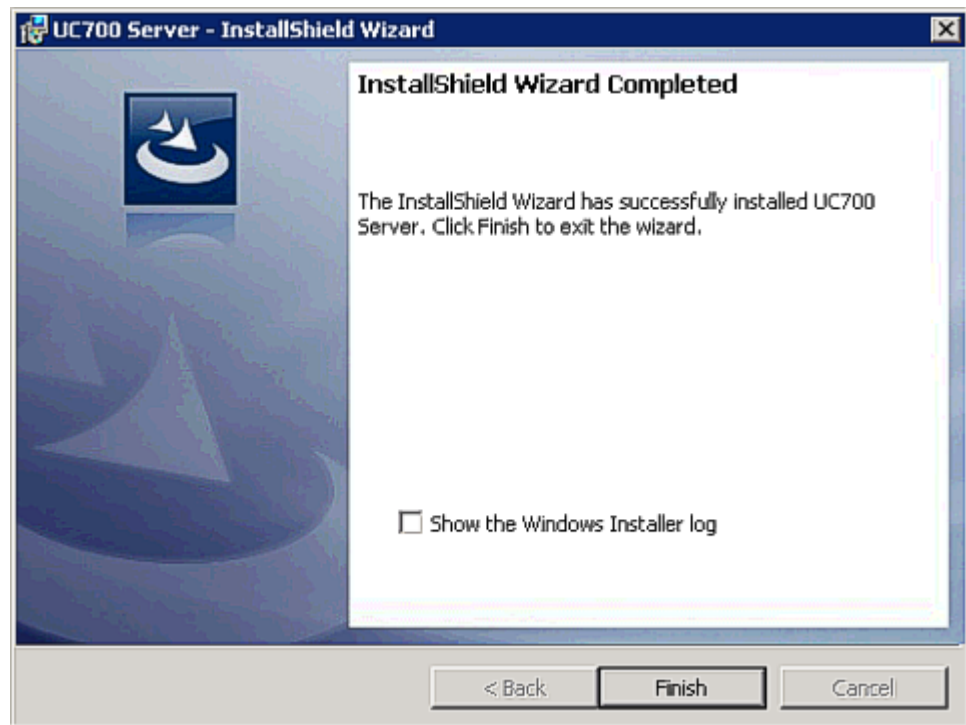 UC700 Server - InstallShield Wizard
InstallShield Wizard Completed
The InstallShield Wizard has successfully installed UC700
Server. Click Finish to exit the wizard.
Show the Windows Installer log
< Back
Finish
Cancel